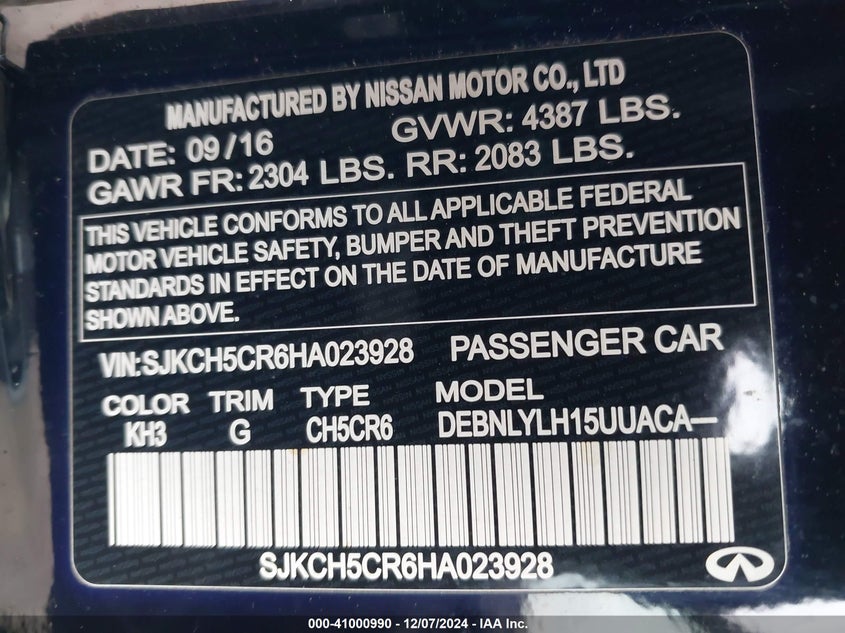 MANUFACTURED BY NISSAN MOTOR CO., LTD
DATE: 09/16 GVWR: 4387 LBS.
GAWR FR: 2304 LBS. RR: 2083 LBS.
THIS VEHICLE CONFORMS TO ALL APPLICABLE FEDERAL
MOTOR VEHICLE SAFETY, BUMPER AND THEFT PREVENTION
STANDARDS IN EFFECT ON THE DATE OF MANUFACTURE
SHOWN ABOVE.
VIN:SJKCH5CR6HA023928 PASSENGER CAR
COLOR TRIM TYPE MODEL
KH3 G CH5CR6 DEBNLYLH15UUACA—
SJKCH5CR6HA023928
000-41000990 - 12/07/2024 - IAA Inc.